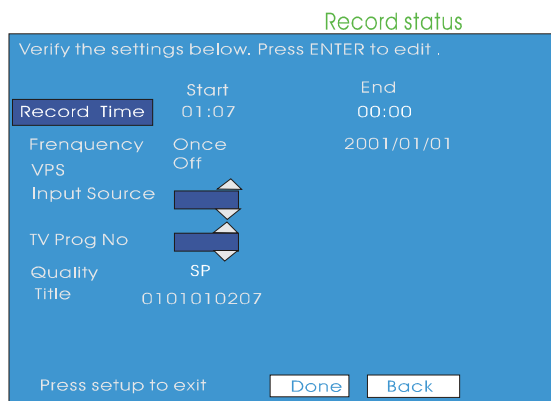 Record status
Verify the settings below. Press ENTER to edit .
Start End
Record Time 01:07 00:00
Frenquency Once 2001/01/01
VPS Off
Input Source
TV Prog No
Quality SP
Title 0101010207
Press setup to exit Done Back